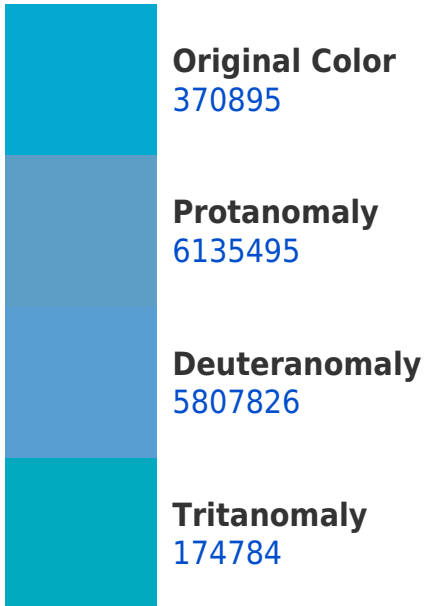 Original Color
370895
Protanomaly
6135495
Deuteranomaly
5807826
Tritanomaly
174784